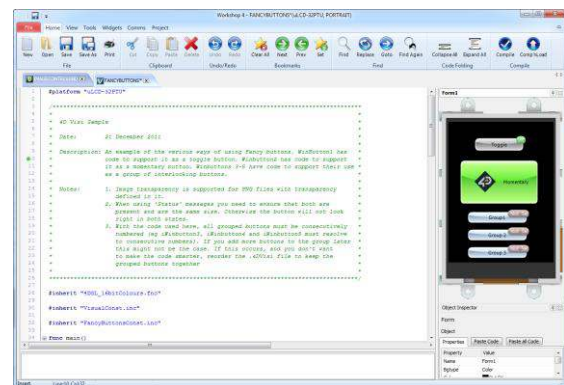 Workshop 4 - FANCYBUTTONS*(uLCD-32PTU, PORTRAIT)
File Home View Tools Widgets Comms Project
New Open Save Save As Print Cut Copy Paste Delete Undo Redo Clear All Next Prev Set Find Replace Goto Find Again Collapse All Expand All Compile
File Clipboard Undo/Redo Bookmarks Find Code Folding Compile
FANCYBUTTONS*
#platform "uLCD-32PTU"
4D Visi Sample
Date: 21 December 2011
Description: An example of the various ways of using Fancy buttons. WinButton1 has
code to support it as a toggle button. Winbutton2 has code to support
it as a momentary button. Winbuttons 3-5 have code to support their use
as a group of interlocking buttons.
Notes: 1. Image transparency is supported for PNG files with transparency
defined in it.
2. When using "Status" messages you need to ensure that both are
present and are the same size. Otherwise the button will not look
right in both states.
3. With the code used here, all grouped buttons must be consecutively
numbered
to consecutive numbers). If you add more buttons to the group later
this might not be the case. If this occurs, and you don't want
to make the code smarter, reorder the .4DVisi file to keep the
grouped buttons together
#inherit "4DGL_16bitColours.fnc"
#inherit "VisualConst.inc"
#inherit "FancyButtonsConst.inc"
func main()
Form1
Toggle
4D Momentary
Group1
Group 2
Group 3
Object Inspector
Form
Object
Properties Paste Code Paste all Code
Property Value
Name Form1
Bgtype Color